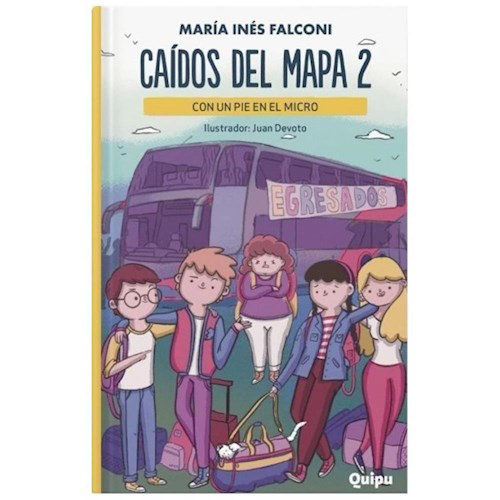 MARÍA INÉS FALCONI
CAÍDOS DEL MAPA 2
CON UN PIE EN EL MICRO
Ilustrador: Juan Devoto
EGRESADOS
Quipu